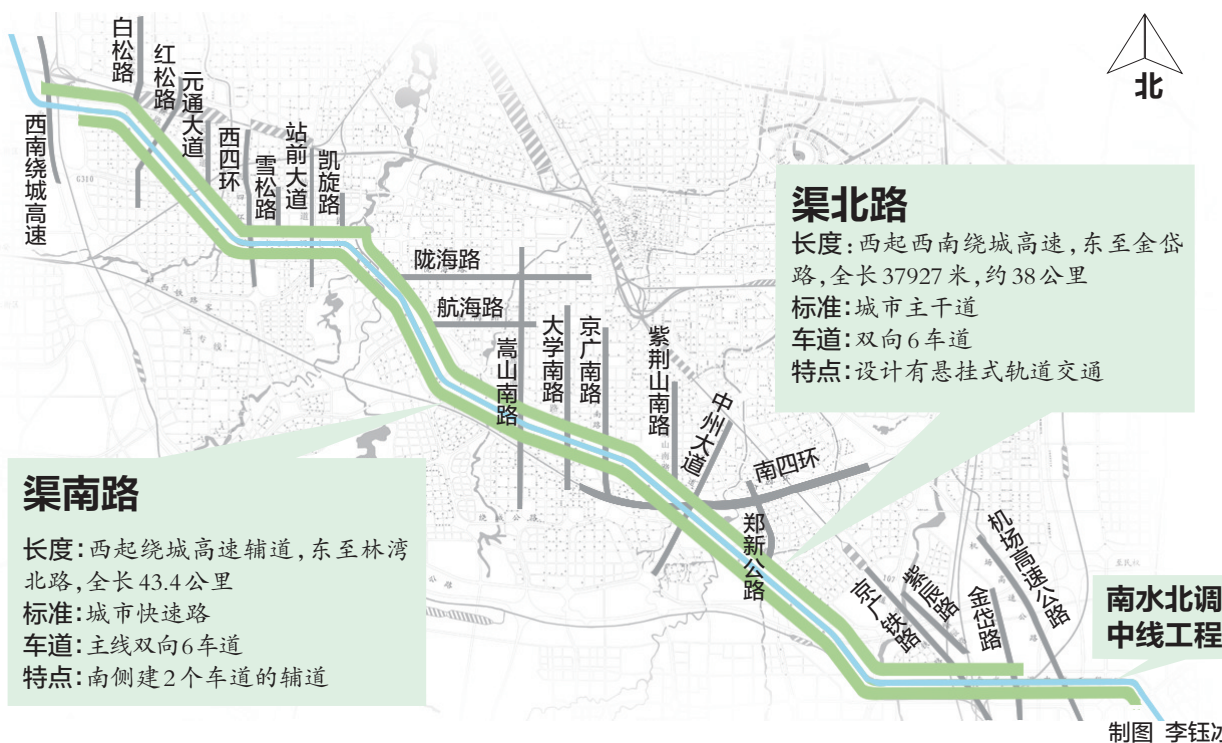 白松路
红松路
元通大道
西南绕城高速
西四环
雪松路
站前大道
凯旋路
北
G310
陇海路
航海路
嵩山南路
大学南路
京广南路
紫荆山南路
中州大道
南四环
郑新公路
京广铁路
紫辰路
金岱路
机场高速公路
绕城公路
107
渠北路
长度:西起西南绕城高速,东至金岱
路,全长37927米,约38公里
标准:城市主干道
车道:双向6车道
特点:设计有悬挂式轨道交通
渠南路
长度:西起绕城高速辅道,东至林湾
北路,全长43.4公里
标准:城市快速路
车道:主线双向6车道
特点:南侧建2个车道的辅道
南水北调
中线工程
制图 李钰